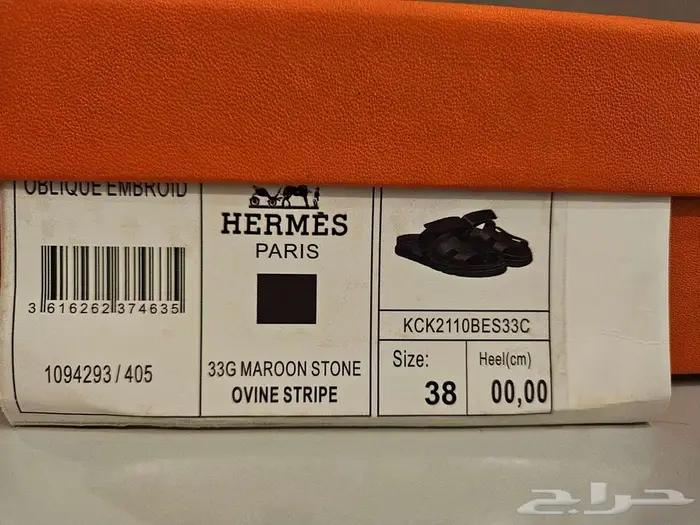 OBLIQUE EMBROID
3 616262 374635
1094293 / 405
HERMÈS
PARIS
33G MAROON STONE
OVINE STRIPE
KCK2110BES33C
Size:
38
Heel(cm)
00,00
حراج